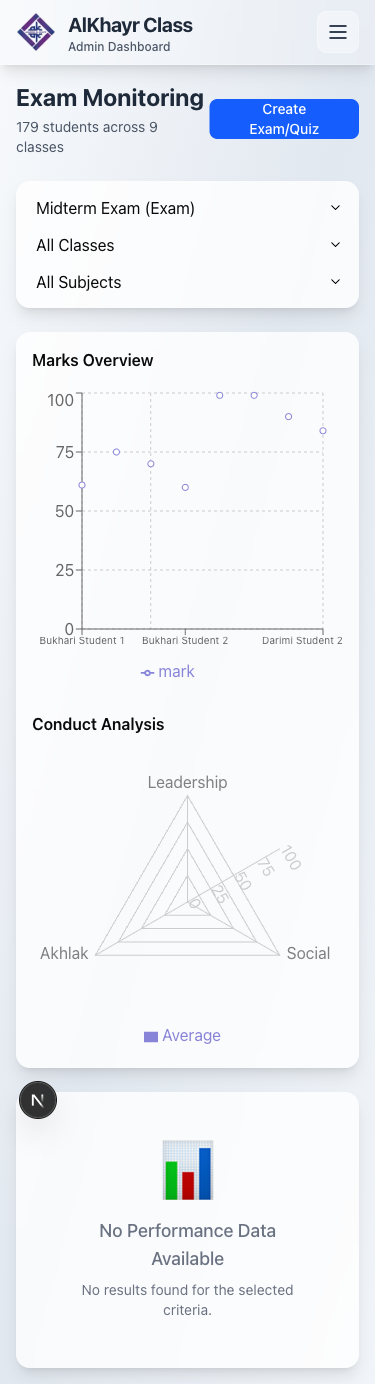 AlKhayr Class
Admin Dashboard
Exam Monitoring
179 students across 9
classes
Create
Exam/Quiz
Midterm Exam (Exam)
All Classes
All Subjects
Marks Overview
100
75
50
25
0
Bukhari Student 1 Bukhari Student 2 Darimi Student 2
mark
Conduct Analysis
Leadership
100
75
50
25
0
Akhlak
Social
Average
N
No Performance Data
Available
No results found for the selected
criteria.